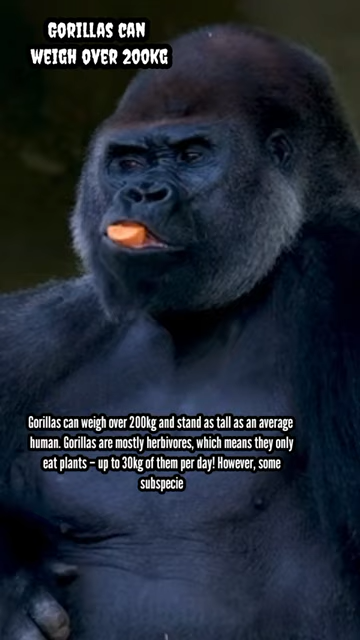 GORILLAS CAN
WEIGH OVER 200KG
Gorillas can weigh over 200kg and stand as tall as an average
human. Gorillas are mostly herbivores, which means they only
eat plants – up to 30kg of them per day! However, some
subspecie